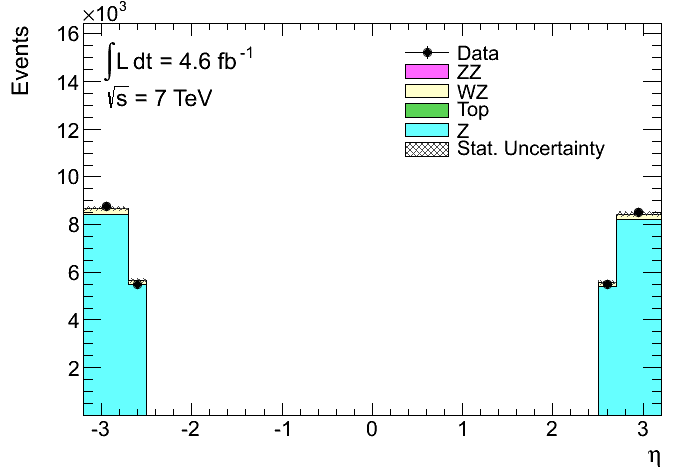 ×10³
Events
16
14
12
10
8
6
4
2
∫L dt = 4.6 fb⁻¹
√s = 7 TeV
Data
ZZ
WZ
Top
Z
Stat. Uncertainty
-3 -2 -1 0 1 2 3
η